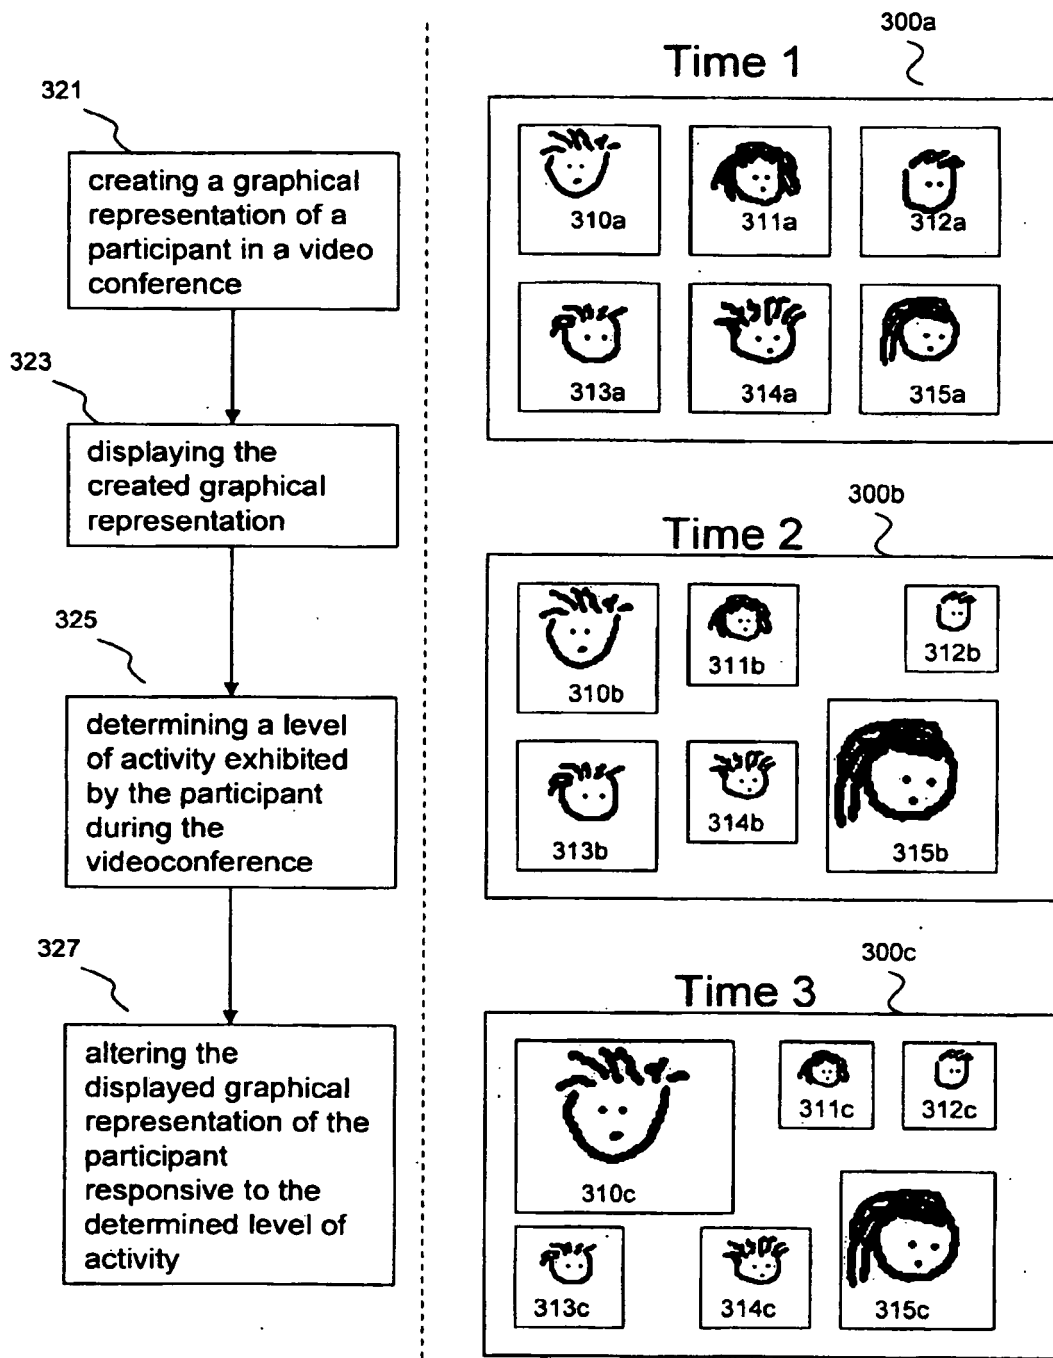 321
creating a graphical
representation of a
participant in a video
conference
323
displaying the
created graphical
representation
325
determining a level
of activity exhibited
by the participant
during the
videoconference
327
altering the
displayed graphical
representation of the
participant
responsive to the
determined level of
activity
300a
Time 1
310a 311a 312a
313a 314a 315a
300b
Time 2
310b 311b 312b
313b 314b 315b
300c
Time 3
310c 311c 312c
313c 314c 315c